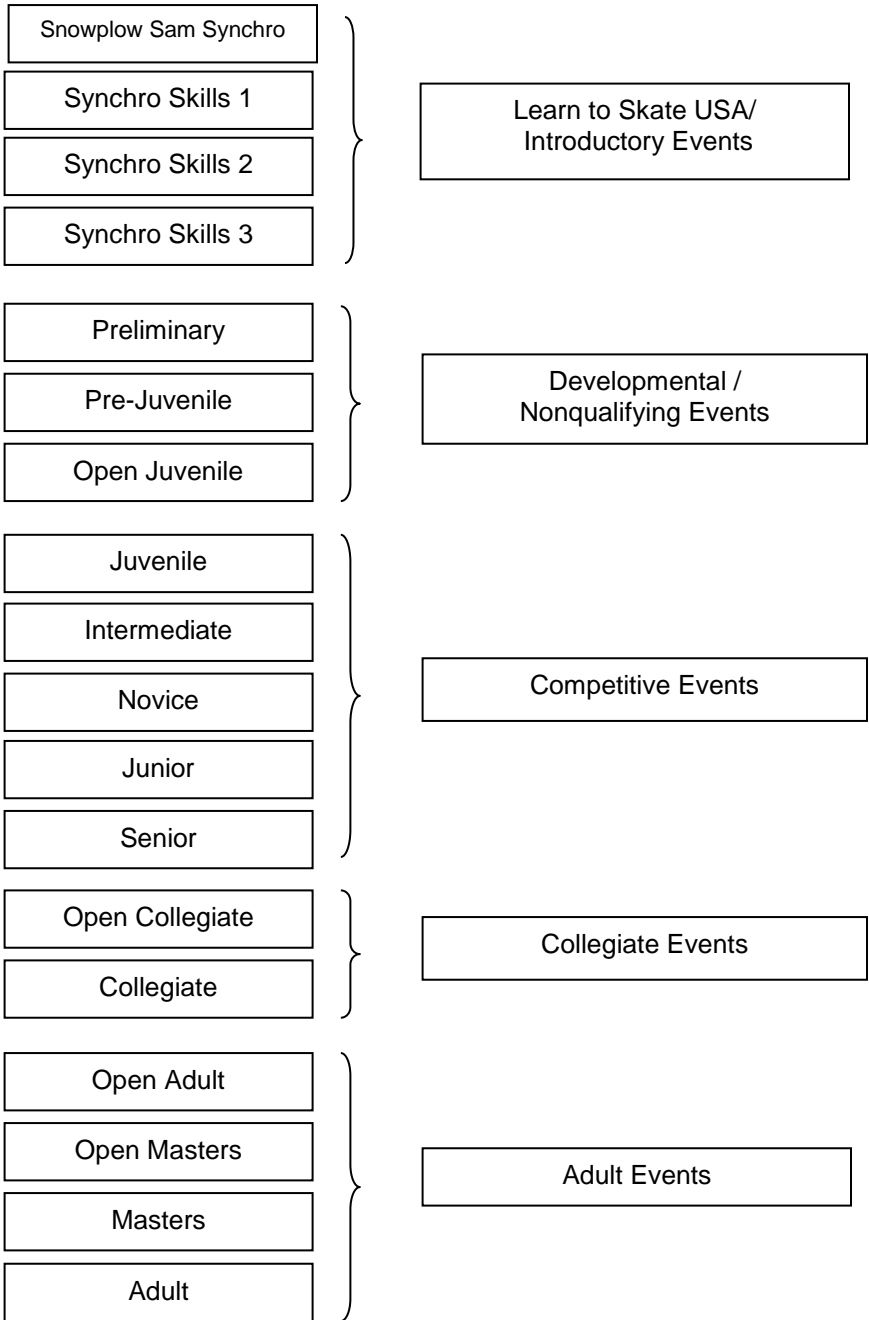 Snowplow Sam Synchro
Synchro Skills 1
Synchro Skills 2
Synchro Skills 3
Learn to Skate USA/
Introductory Events
Preliminary
Pre-Juvenile
Open Juvenile
Developmental /
Nonqualifying Events
Juvenile
Intermediate
Novice
Junior
Senior
Competitive Events
Open Collegiate
Collegiate
Collegiate Events
Open Adult
Open Masters
Masters
Adult
Adult Events